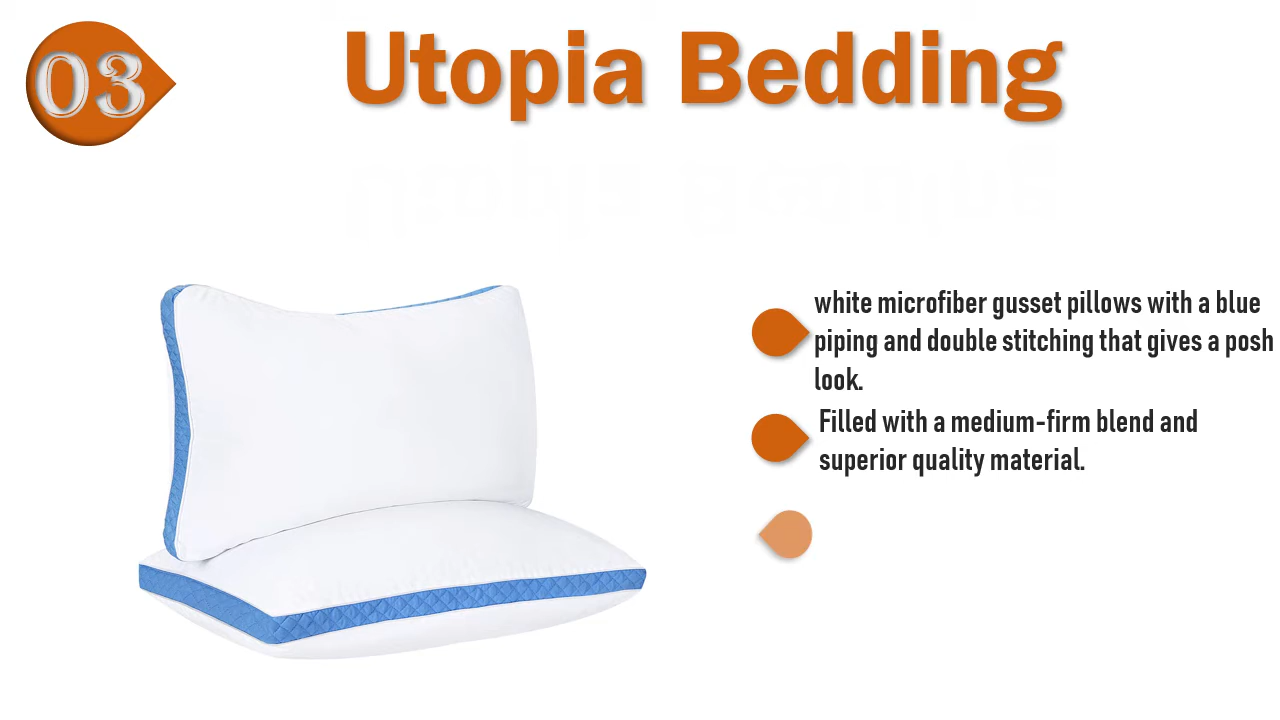 03
Utopia Bedding
white microfiber gusset pillows with a blue
piping and double stitching that gives a posh
look.
Filled with a medium-firm blend and
superior quality material.